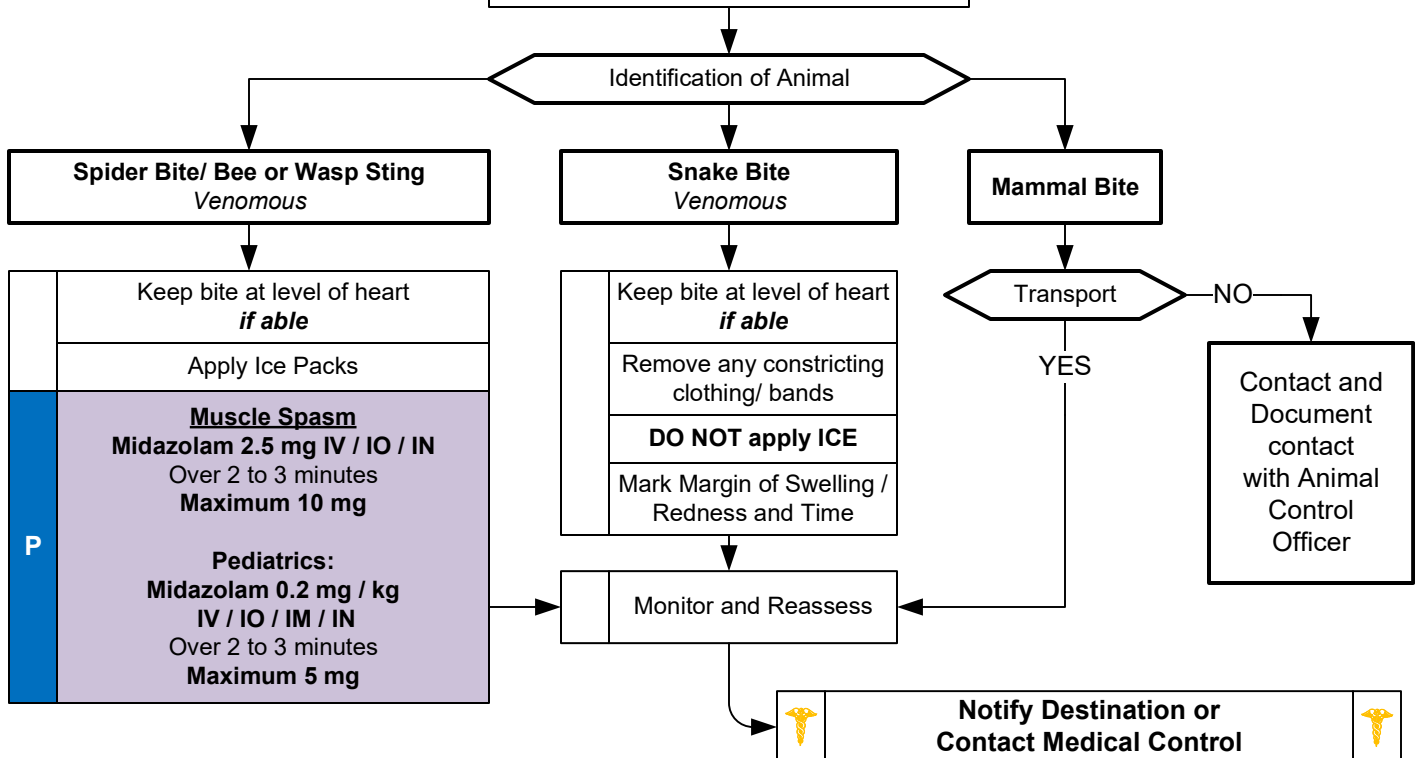 Identification of Animal
Spider Bite/ Bee or Wasp Sting
Venomous
Keep bite at level of heart
if able
Apply Ice Packs
P
Muscle Spasm
Midazolam 2.5 mg IV / IO / IN
Over 2 to 3 minutes
Maximum 10 mg
Pediatrics:
Midazolam 0.2 mg / kg
IV / IO / IM / IN
Over 2 to 3 minutes
Maximum 5 mg
Snake Bite
Venomous
Keep bite at level of heart
if able
Remove any constricting
clothing/ bands
DO NOT apply ICE
Mark Margin of Swelling /
Redness and Time
Mammal Bite
Transport
NO
YES
Contact and
Document
contact
with Animal
Control
Officer
Monitor and Reassess
Notify Destination or
Contact Medical Control